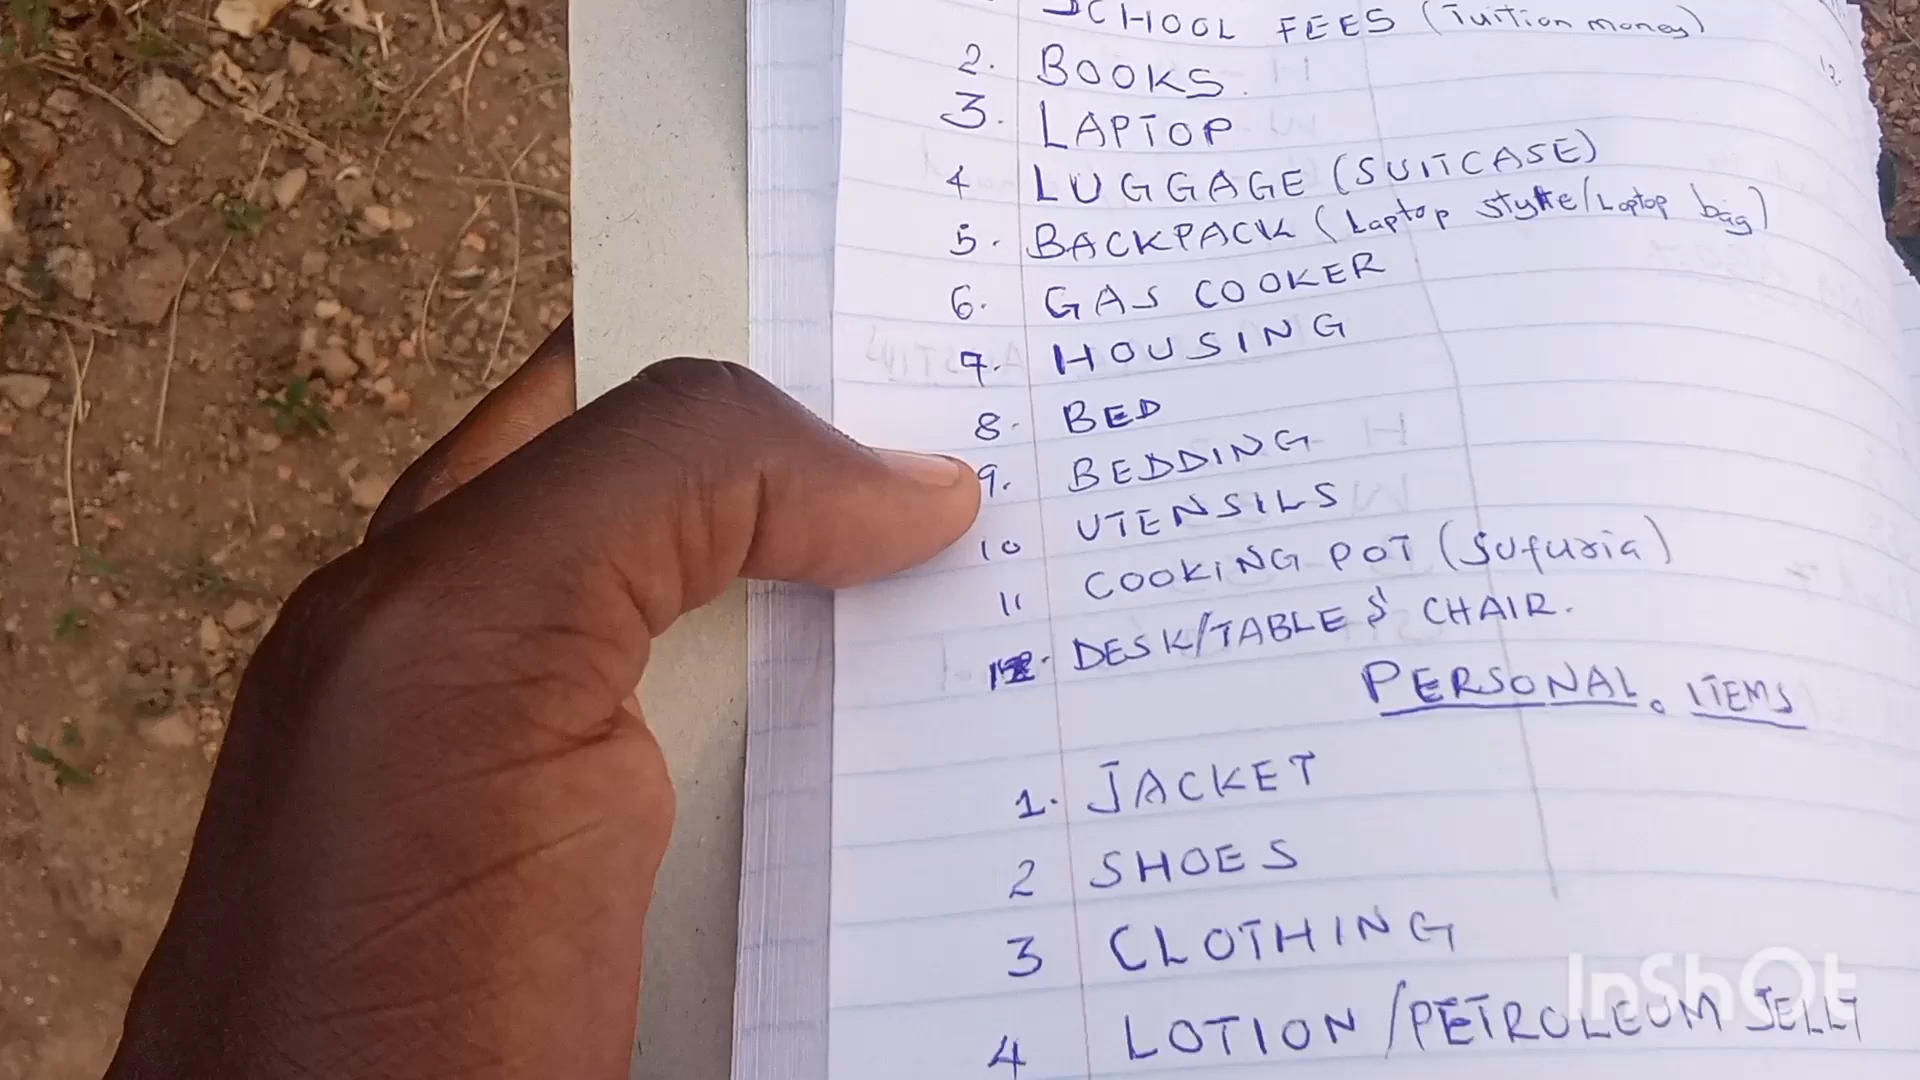 SCHOOL FEES (Tuition money)
2. BOOKS.
3. LAPTOP
4 LUGGAGE (SUITCASE)
5. BACKPACK (Laptop style/Laptop bag)
6. GAS COOKER
7. HOUSING
8. BED
9. BEDDING
10 UTENSILS
11 COOKING POT (Sufuria)
12. DESK/TABLE & CHAIR.
PERSONAL. ITEMS
1. JACKET
2 SHOES
3 CLOTHING
4 LOTION/PETROLEUM JELLY
InShOt
12.